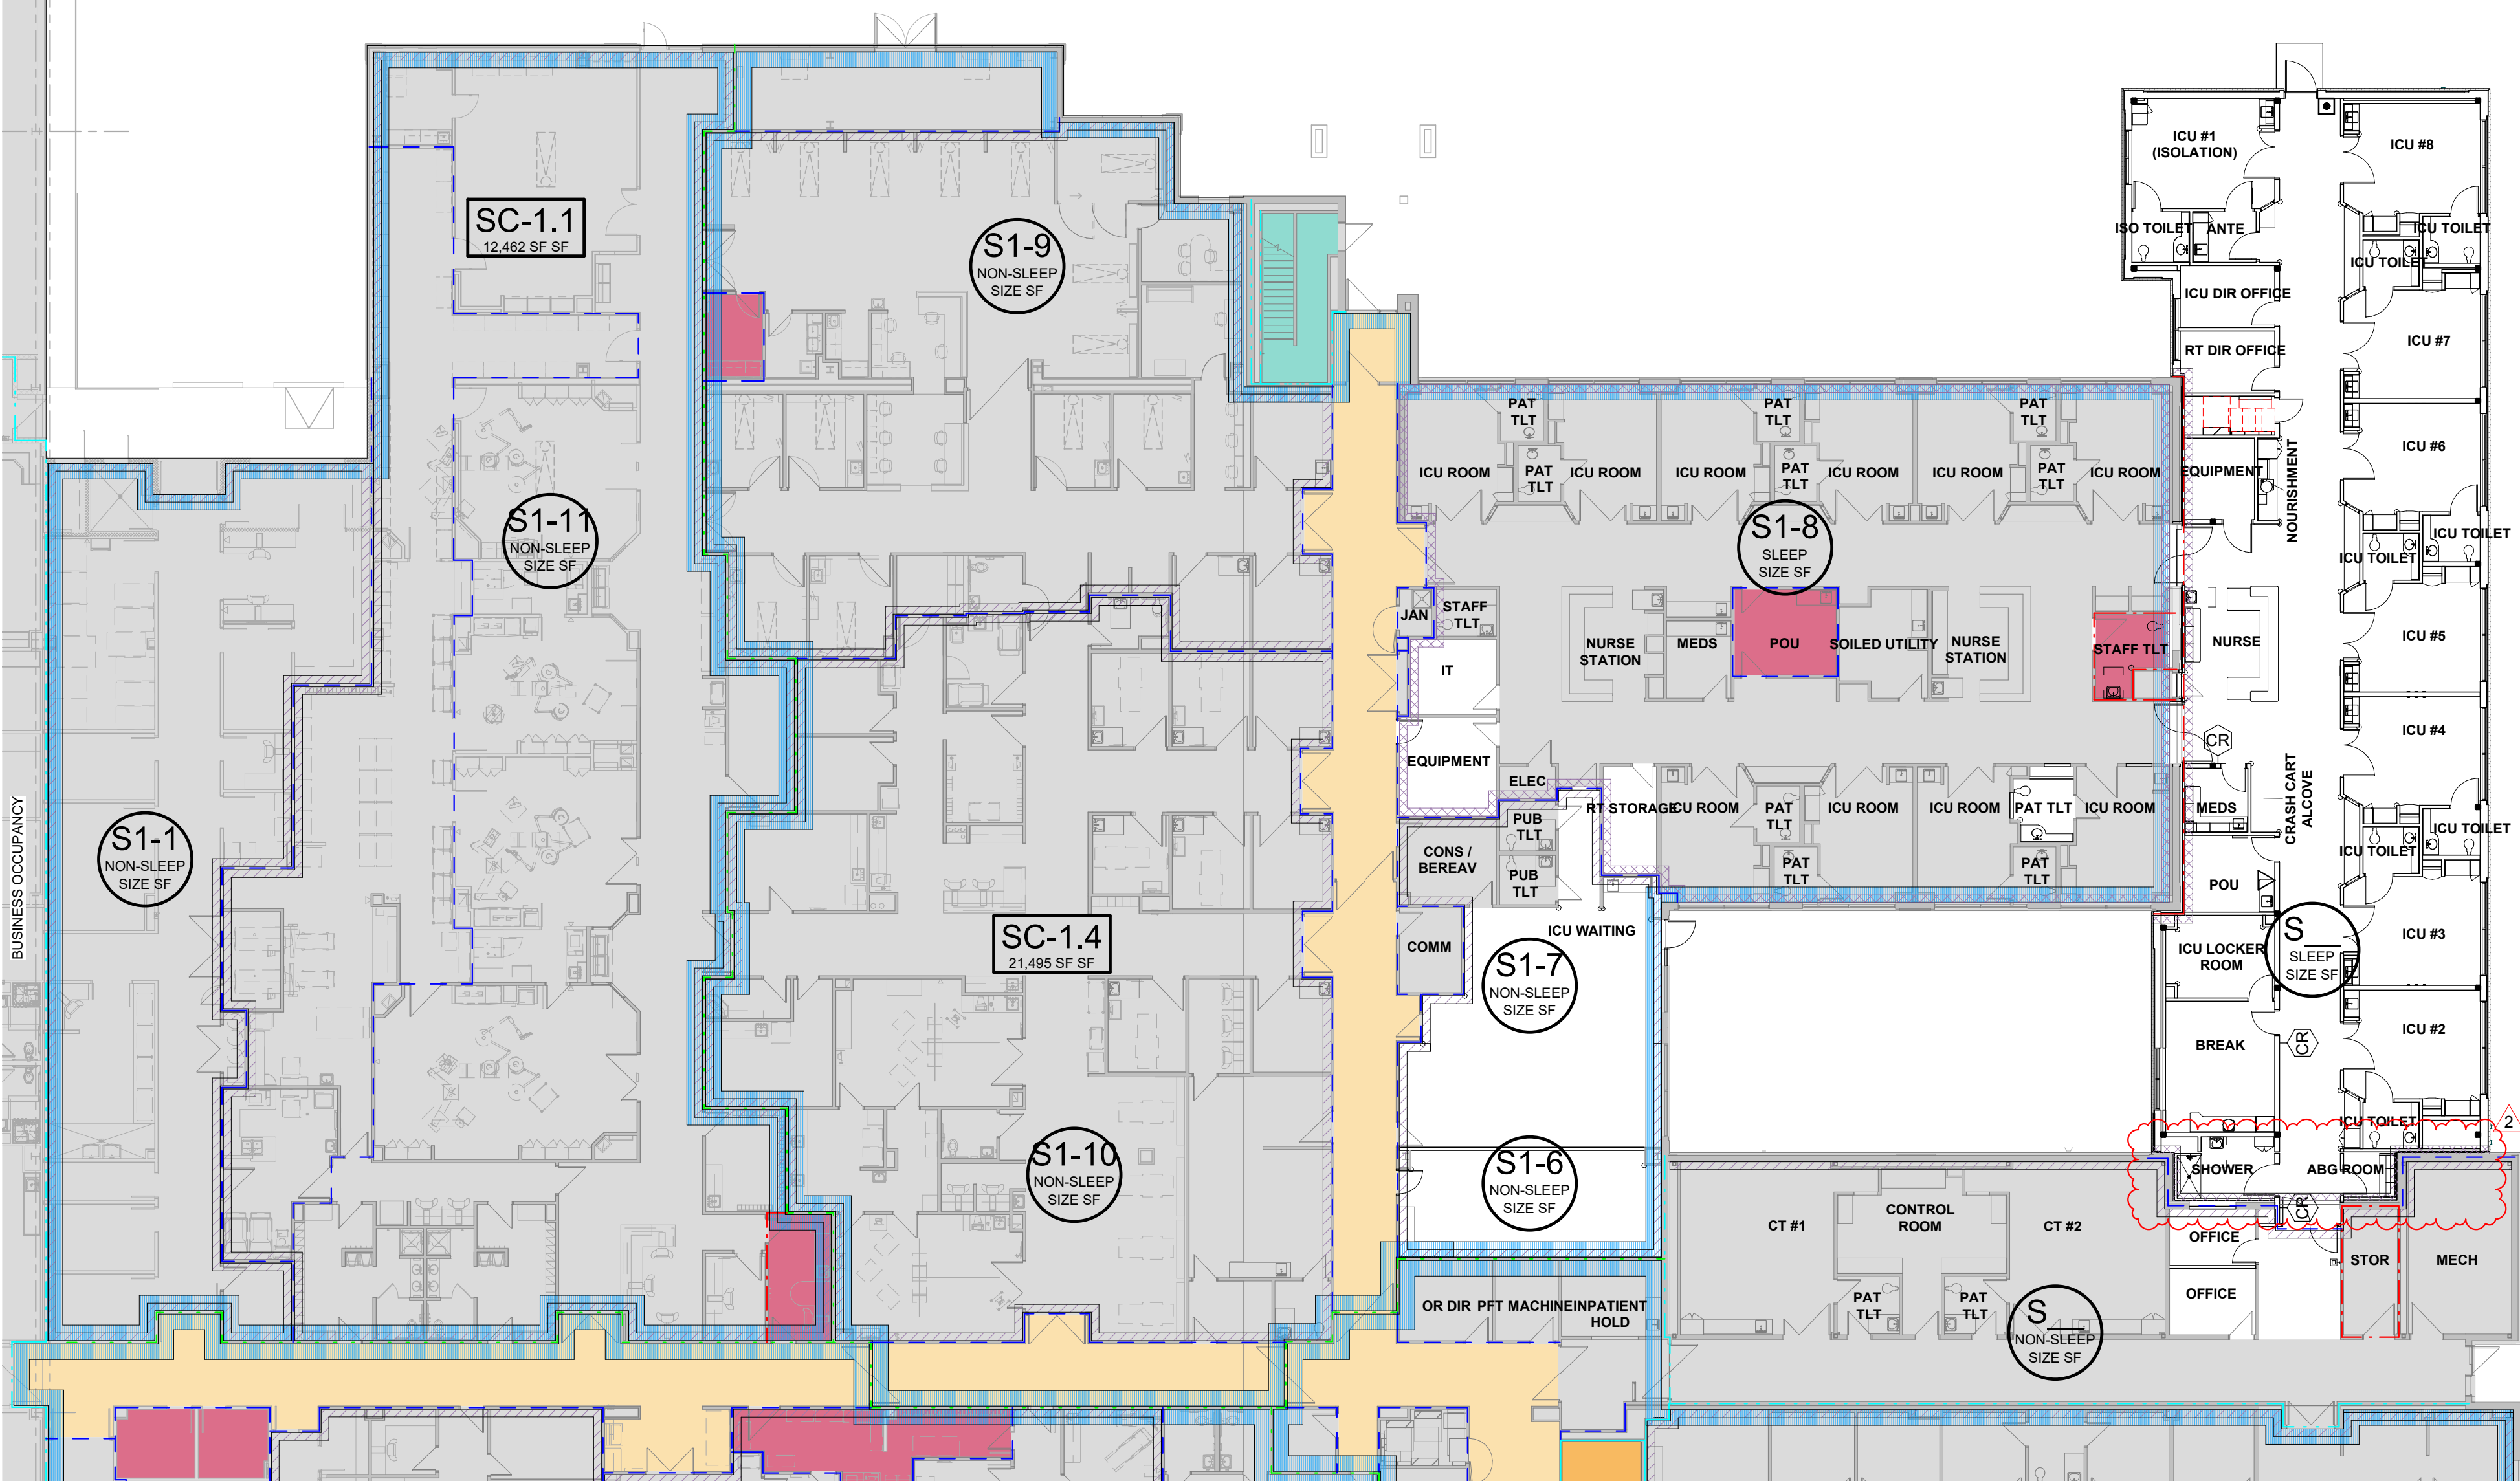 ICU #1
(ISOLATION)
ICU #8
SC-1.1
12,462 SF SF
S1-9
NON-SLEEP
SIZE SF
ISO TOILET
ANTE
ICU TOILET
ICU TOILET
ICU DIR OFFICE
RT DIR OFFICE
ICU #7
PAT
TLT
PAT
TLT
PAT
TLT
ICU ROOM
PAT
TLT
ICU ROOM
ICU ROOM
PAT
TLT
ICU ROOM
ICU ROOM
PAT
TLT
ICU ROOM
EQUIPMENT
NOURISHMENT
ICU #6
S1-11
NON-SLEEP
SIZE SF
S1-8
SLEEP
SIZE SF
ICU TOILET
ICU TOILET
JAN
STAFF
TLT
IT
NURSE
STATION
MEDS
POU
SOILED UTILITY
NURSE
STATION
STAFF TLT
NURSE
ICU #5
CR
ICU #4
EQUIPMENT
ELEC
RT STORAGE
ICU ROOM
PAT
TLT
ICU ROOM
ICU ROOM
PAT TLT
ICU ROOM
MEDS
CRASH CART
ALCOVE
ICU TOILET
ICU TOILET
PUB
TLT
CONS /
BEREAV
PUB
TLT
PAT
TLT
PAT
TLT
POU
BUSINESS OCCUPANCY
S1-1
NON-SLEEP
SIZE SF
SC-1.4
21,495 SF SF
COMM
ICU WAITING
S1-7
NON-SLEEP
SIZE SF
ICU LOCKER
ROOM
S__
SLEEP
SIZE SF
ICU #3
BREAK
CR
ICU #2
ICU TOILET
2
S1-10
NON-SLEEP
SIZE SF
S1-6
NON-SLEEP
SIZE SF
SHOWER
ABG ROOM
CR
CT #1
CONTROL
ROOM
CT #2
OFFICE
STOR
MECH
OFFICE
OR DIR
PFT MACHINE
INPATIENT
HOLD
PAT
TLT
PAT
TLT
S__
NON-SLEEP
SIZE SF